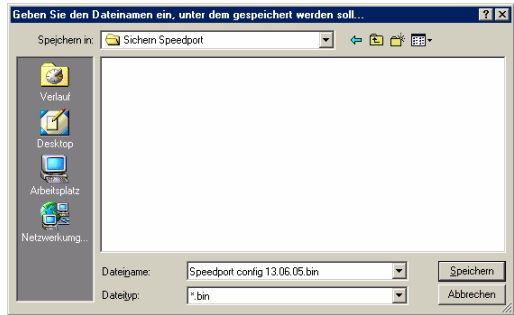 Geben Sie den Dateinamen ein, unter dem gespeichert werden soll...
Speichern in: Sichern Speedport
Verlauf
Desktop
Arbeitsplatz
Netzwerkumg...
Dateiname: Speedport config 13.06.05.bin Speichern
Dateityp: *.bin Abbrechen